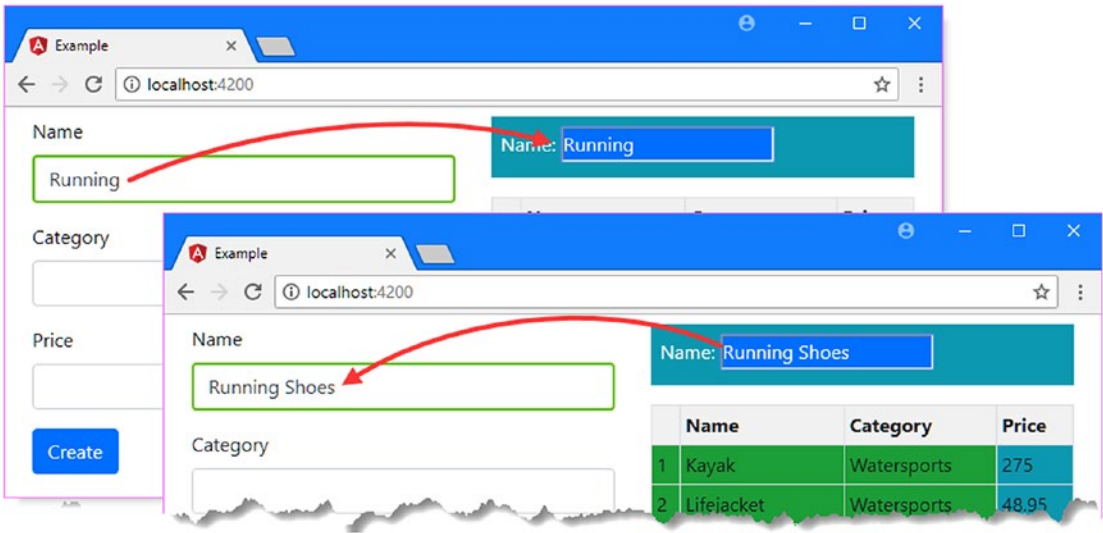 Example
localhost:4200
Name
Running
Name: Running
Category
Price
Create
Example
localhost:4200
Name
Running Shoes
Category
Name: Running Shoes
Name Category Price
1 Kayak Watersports 275
2 Lifejacket Watersports 48.95